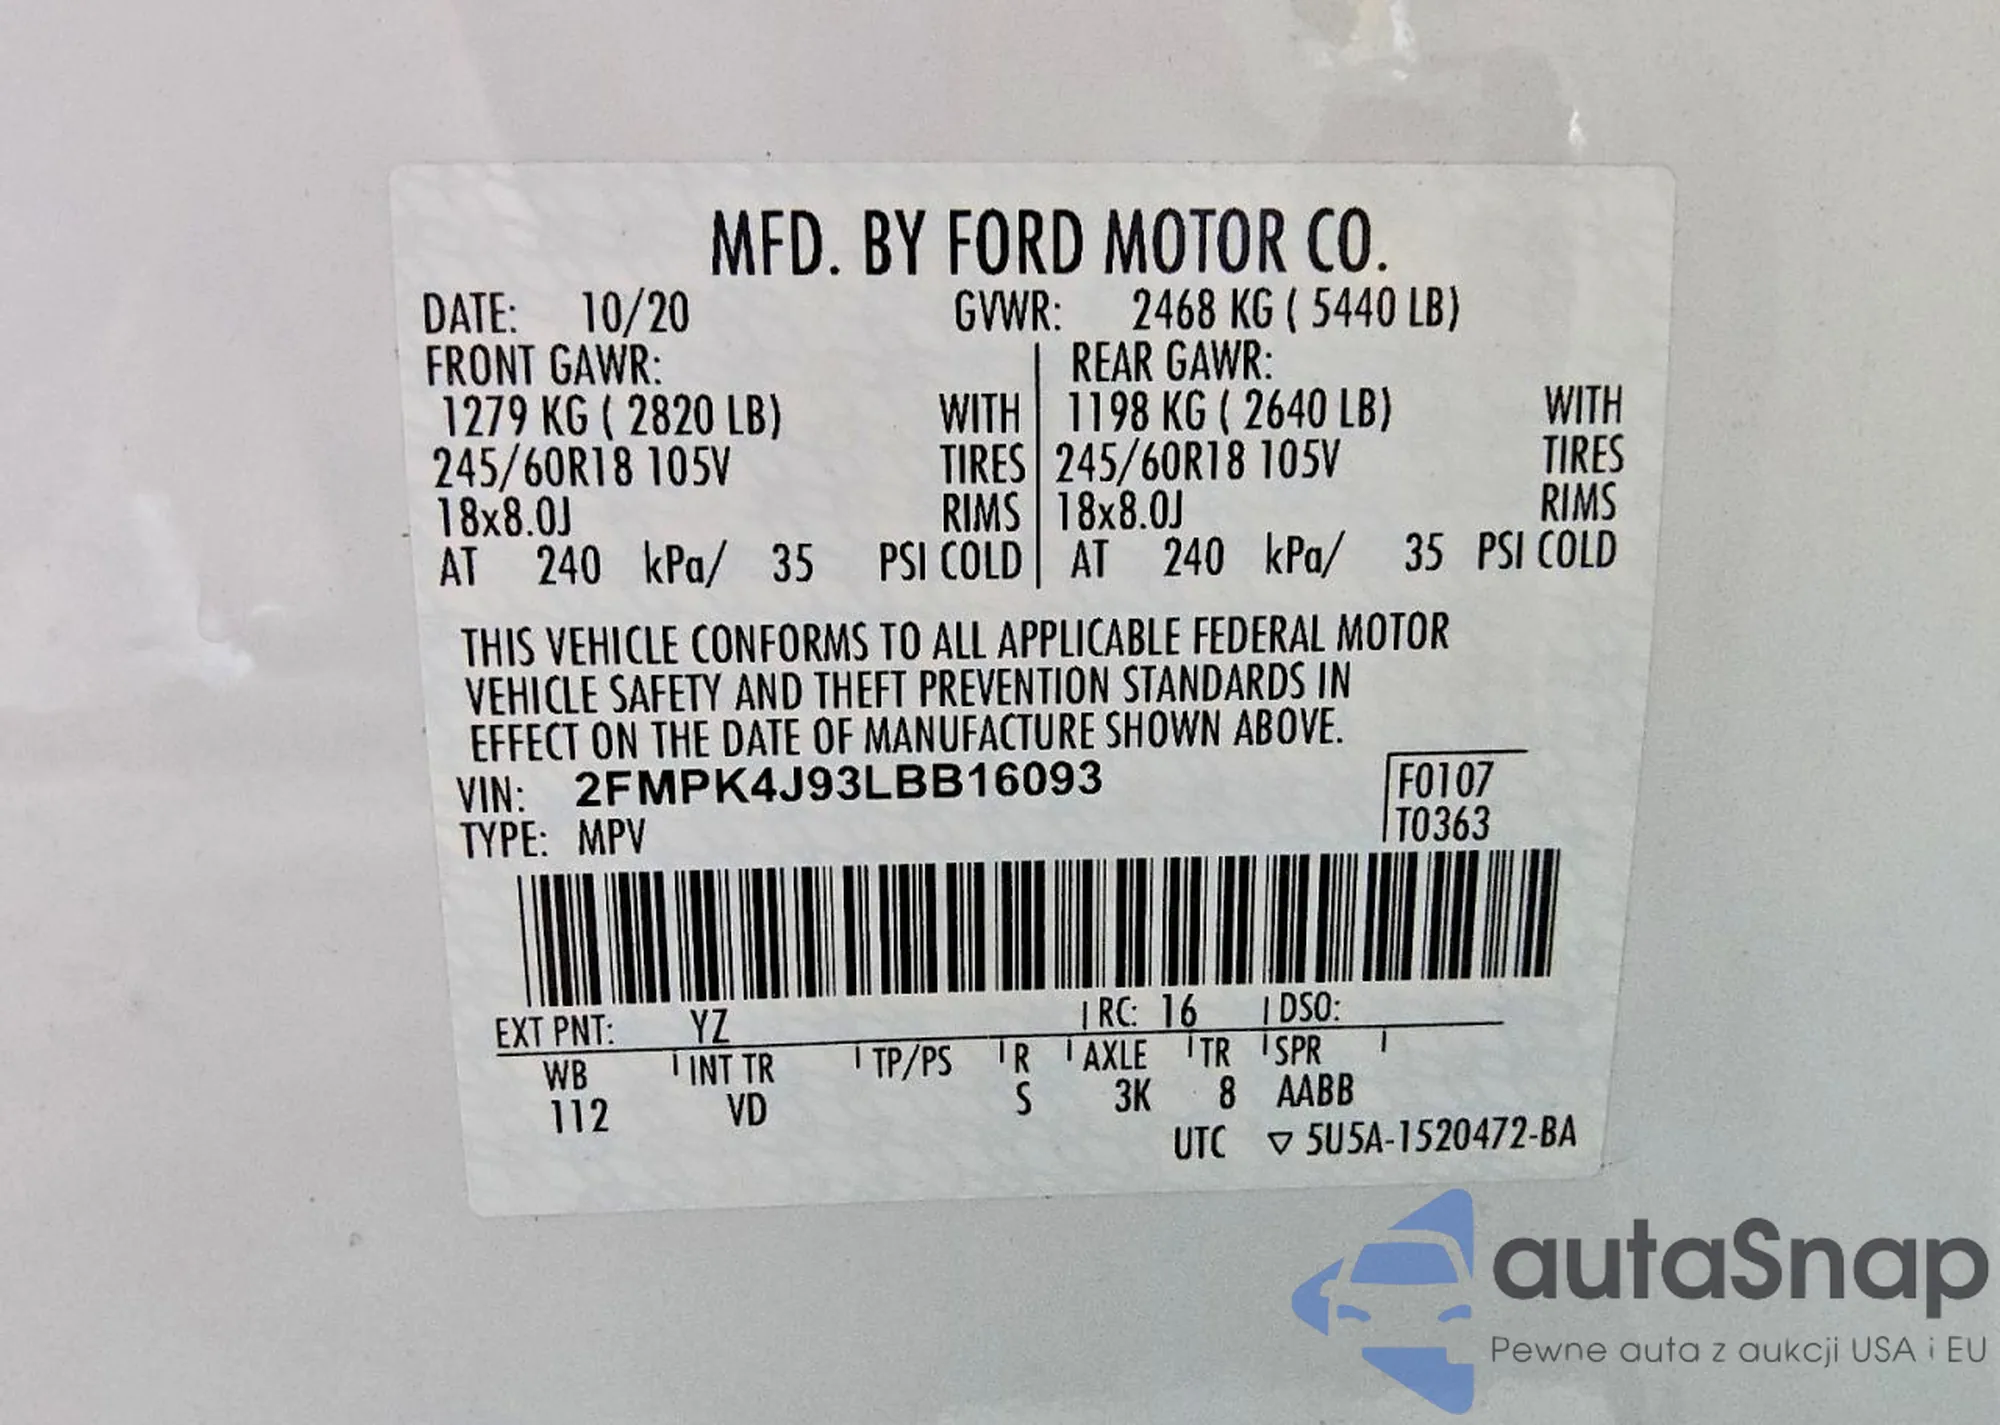 MFD. BY FORD MOTOR CO.
DATE: 10/20 GVWR: 2468 KG ( 5440 LB)
FRONT GAWR: REAR GAWR:
1279 KG ( 2820 LB) WITH 1198 KG ( 2640 LB) WITH
245/60R18 105V TIRES 245/60R18 105V TIRES
18x8.0J RIMS 18x8.0J RIMS
AT 240 kPa/ 35 PSI COLD AT 240 kPa/ 35 PSI COLD
THIS VEHICLE CONFORMS TO ALL APPLICABLE FEDERAL MOTOR
VEHICLE SAFETY AND THEFT PREVENTION STANDARDS IN
EFFECT ON THE DATE OF MANUFACTURE SHOWN ABOVE.
VIN: 2FMPK4J93LBB16093 F0107
TYPE: MPV T0363
EXT PNT: YZ RC: 16 DSO:
WB INT TR TP/PS R AXLE TR SPR
112 VD S 3K 8 AABB
UTC ▽ 5U5A-1520472-BA
autaSnap
Pewne auta z aukcji USA i EU